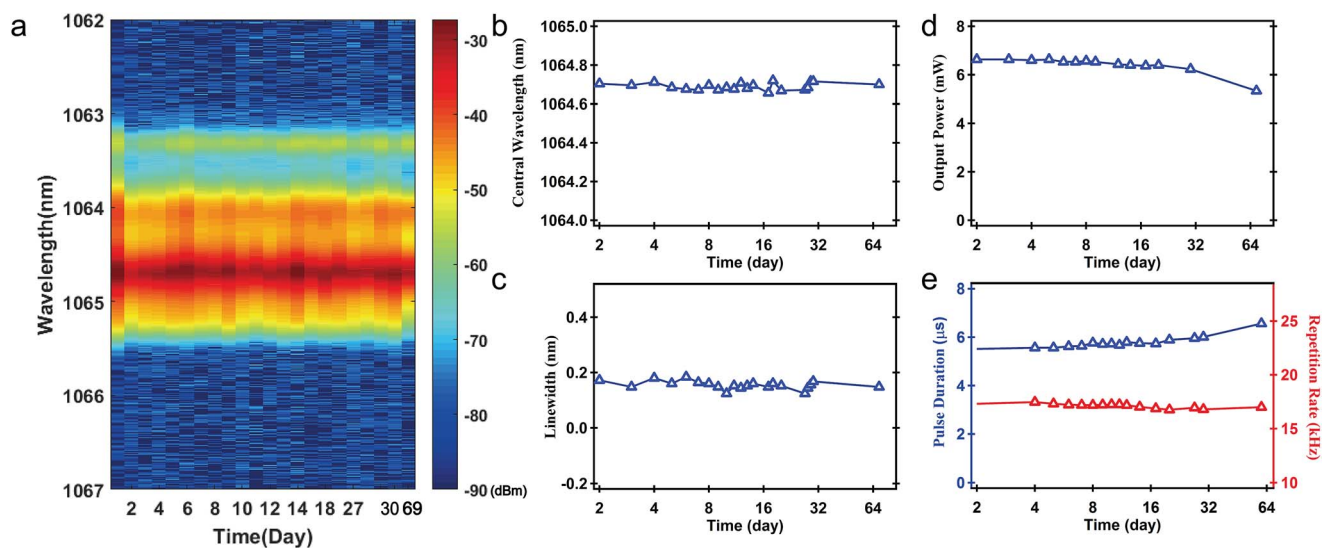 a
1062
1063
1064
1065
1066
1067
Wavelength(nm)
2 4 6 8 10 12 14 18 27 30 69
Time(Day)
-30
-40
-50
-60
-70
-80
-90 (dBm)
b
1065.0
1064.8
1064.6
1064.4
1064.2
1064.0
Central Wavelength (nm)
2 4 8 16 32 64
Time (day)
c
0.4
0.2
0.0
-0.2
Linewidth (nm)
2 4 8 16 32 64
Time (day)
d
8
6
4
2
0
Output Power (mW)
2 4 8 16 32 64
Time (day)
e
8
6
4
2
0
Pulse Duration (μs)
25
20
15
10
Repetition Rate (kHz)
2 4 8 16 32 64
Time (day)